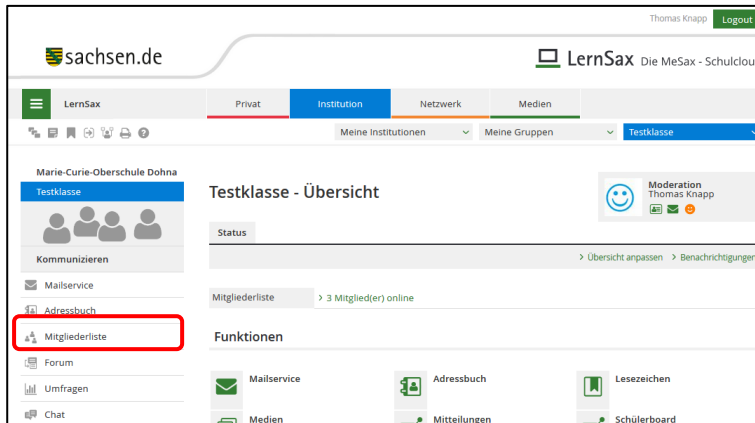 Thomas Knapp Logout
sachsen.de
LernSax Die MeSax - Schulclou
LernSax Privat Institution Netzwerk Medien
Meine Institutionen Meine Gruppen Testklasse
Marie-Curie-Oberschule Dohna
Testklasse
Kommunizieren
Mailservice
Adressbuch
Mitgliederliste
Forum
Umfragen
Chat
Testklasse - Übersicht
Moderation
Thomas Knapp
Status
> Übersicht anpassen > Benachrichtigungen
Mitgliederliste > 3 Mitglied(er) online
Funktionen
Mailservice Adressbuch Lesezeichen
Medien Mitteilungen Schülerboard